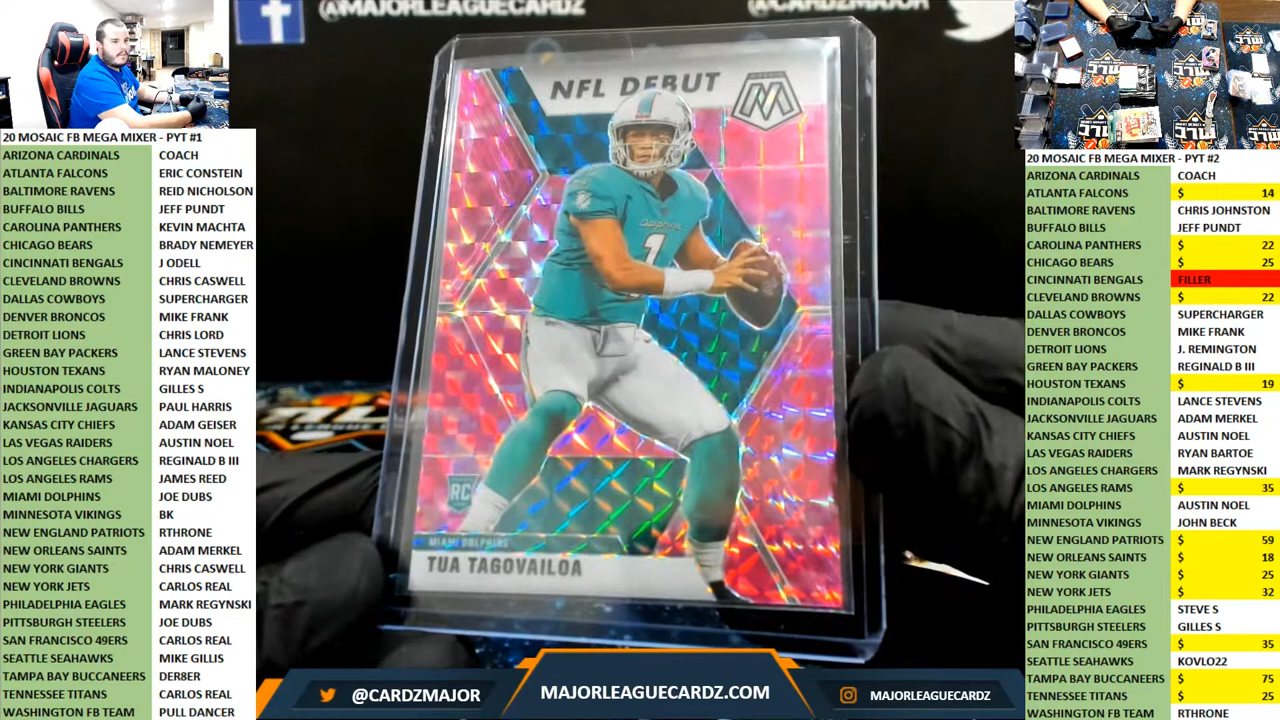 @MAJORLEAGUECARDZ
@CARDZMAJOR
20 MOSAIC FB MEGA MIXER - PYT #1
ARIZONA CARDINALS COACH
ATLANTA FALCONS ERIC CONSTEIN
BALTIMORE RAVENS REID NICHOLSON
BUFFALO BILLS JEFF PUNDT
CAROLINA PANTHERS KEVIN MACHTA
CHICAGO BEARS BRADY NEMEYER
CINCINNATI BENGALS J ODELL
CLEVELAND BROWNS CHRIS CASWELL
DALLAS COWBOYS SUPERCHARGER
DENVER BRONCOS MIKE FRANK
DETROIT LIONS CHRIS LORD
GREEN BAY PACKERS LANCE STEVENS
HOUSTON TEXANS RYAN MALONEY
INDIANAPOLIS COLTS GILLES S
JACKSONVILLE JAGUARS PAUL HARRIS
KANSAS CITY CHIEFS ADAM GEISER
LAS VEGAS RAIDERS AUSTIN NOEL
LOS ANGELES CHARGERS REGINALD B III
LOS ANGELES RAMS JAMES REED
MIAMI DOLPHINS JOE DUBS
MINNESOTA VIKINGS BK
NEW ENGLAND PATRIOTS RTHRONE
NEW ORLEANS SAINTS ADAM MERKEL
NEW YORK GIANTS CHRIS CASWELL
NEW YORK JETS CARLOS REAL
PHILADELPHIA EAGLES MARK REGYNSKI
PITTSBURGH STEELERS JOE DUBS
SAN FRANCISCO 49ERS CARLOS REAL
SEATTLE SEAHAWKS MIKE GILLIS
TAMPA BAY BUCCANEERS DER8ER
TENNESSEE TITANS CARLOS REAL
WASHINGTON FB TEAM PULL DANCER
NFL DEBUT
MOSAIC
Dolphins
1
RC
MIAMI DOLPHINS
TUA TAGOVAILOA
20 MOSAIC FB MEGA MIXER - PYT #2
ARIZONA CARDINALS COACH
ATLANTA FALCONS $ 14
BALTIMORE RAVENS CHRIS JOHNSTON
BUFFALO BILLS JEFF PUNDT
CAROLINA PANTHERS $ 22
CHICAGO BEARS $ 25
CINCINNATI BENGALS FILLER
CLEVELAND BROWNS $ 22
DALLAS COWBOYS SUPERCHARGER
DENVER BRONCOS MIKE FRANK
DETROIT LIONS J. REMINGTON
GREEN BAY PACKERS REGINALD B III
HOUSTON TEXANS $ 19
INDIANAPOLIS COLTS LANCE STEVENS
JACKSONVILLE JAGUARS ADAM MERKEL
KANSAS CITY CHIEFS AUSTIN NOEL
LAS VEGAS RAIDERS RYAN BARTOE
LOS ANGELES CHARGERS MARK REGYNSKI
LOS ANGELES RAMS $ 35
MIAMI DOLPHINS AUSTIN NOEL
MINNESOTA VIKINGS JOHN BECK
NEW ENGLAND PATRIOTS $ 59
NEW ORLEANS SAINTS $ 18
NEW YORK GIANTS $ 25
NEW YORK JETS $ 32
PHILADELPHIA EAGLES STEVE S
PITTSBURGH STEELERS GILLES S
SAN FRANCISCO 49ERS $ 35
SEATTLE SEAHAWKS KOVLO22
TAMPA BAY BUCCANEERS $ 75
TENNESSEE TITANS $ 25
WASHINGTON FB TEAM RTHRONE
@CARDZMAJOR
MAJORLEAGUECARDZ.COM
MAJORLEAGUECARDZ